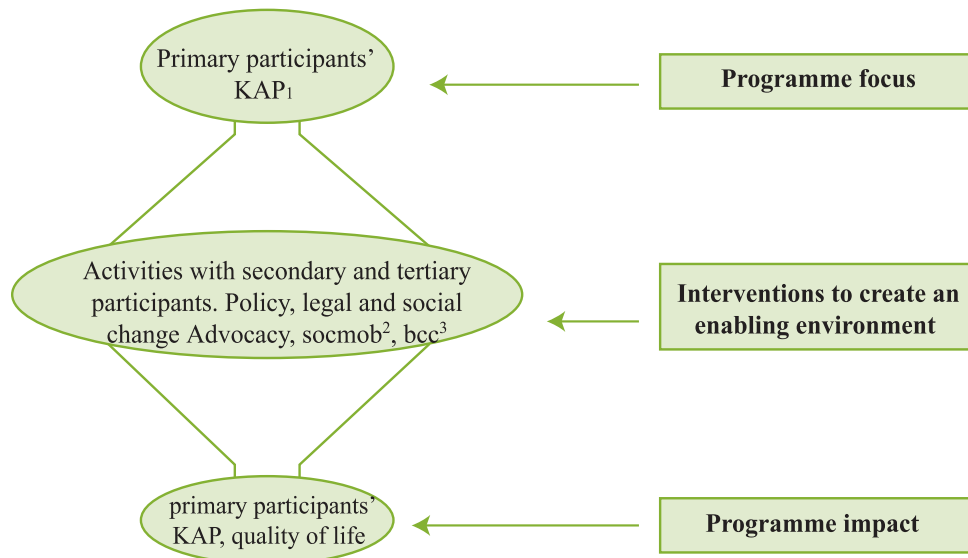 Primary participants’
KAP₁
Programme focus
Activities with secondary and tertiary
participants. Policy, legal and social
change Advocacy, socmob², bcc³
Interventions to create an
enabling environment
primary participants’
KAP, quality of life
Programme impact